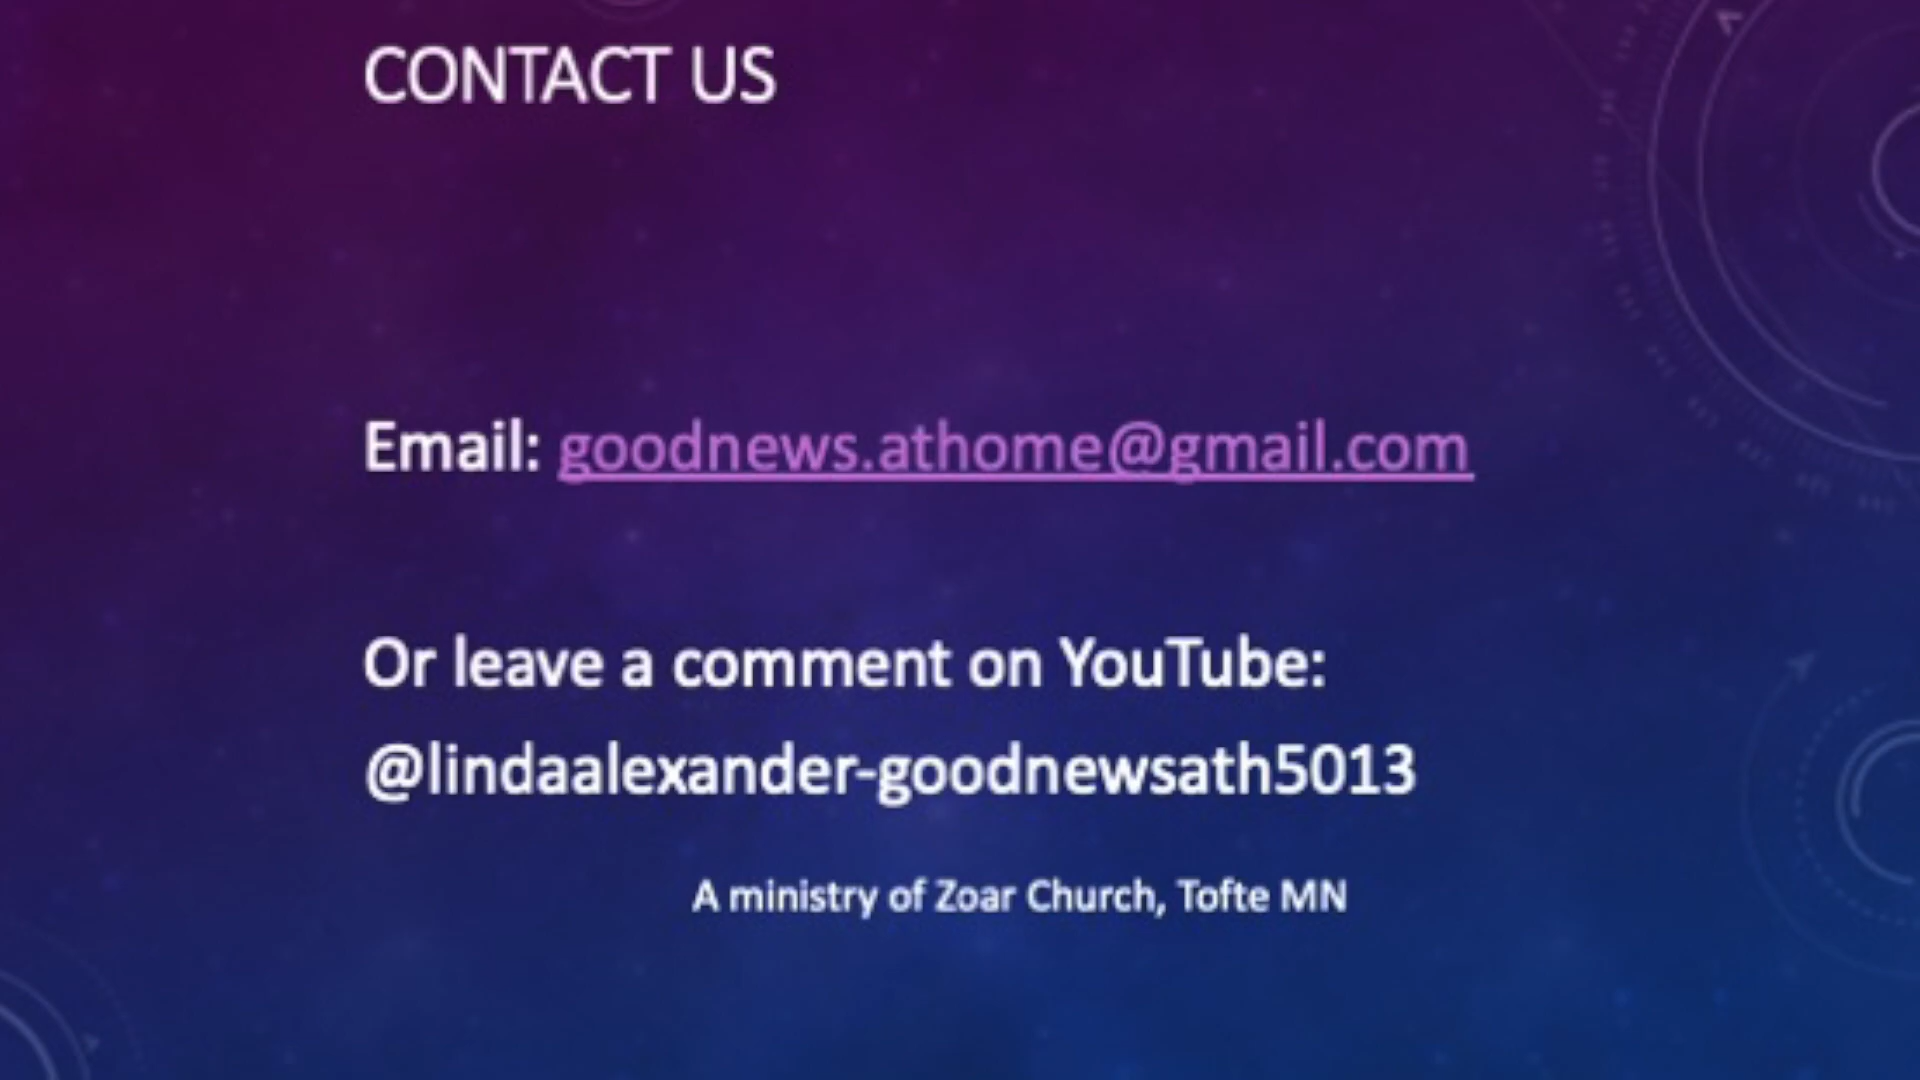 CONTACT US
Email: goodnews.athome@gmail.com
Or leave a comment on YouTube:
@lindaalexander-goodnewsath5013
A ministry of Zoar Church, Tofte MN